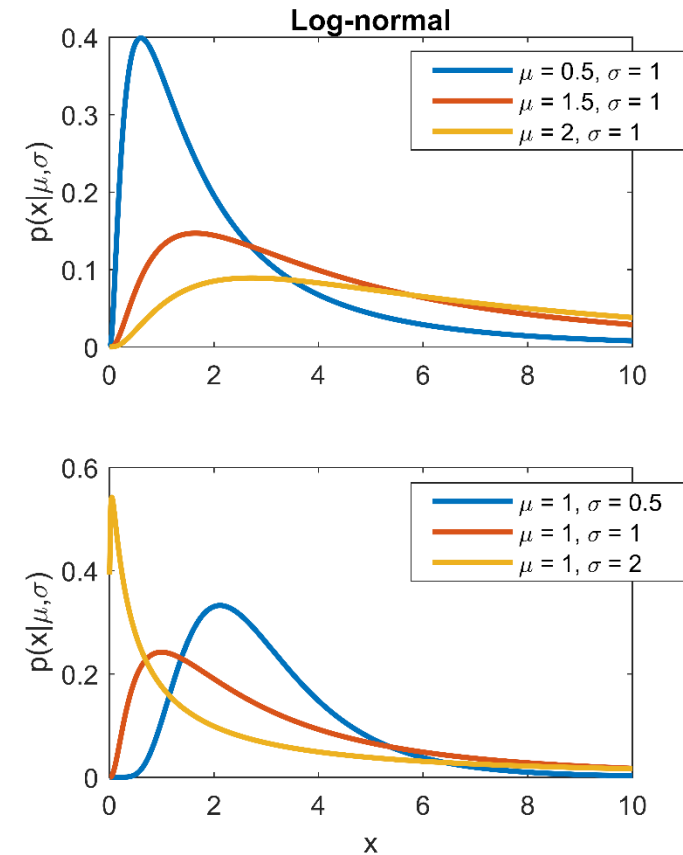 Log-normal
0.4
0.3
0.2
0.1
0
p(x|μ,σ)
μ = 0.5, σ = 1
μ = 1.5, σ = 1
μ = 2, σ = 1
0 2 4 6 8 10
0.6
0.4
0.2
0
p(x|μ,σ)
μ = 1, σ = 0.5
μ = 1, σ = 1
μ = 1, σ = 2
0 2 4 6 8 10
x